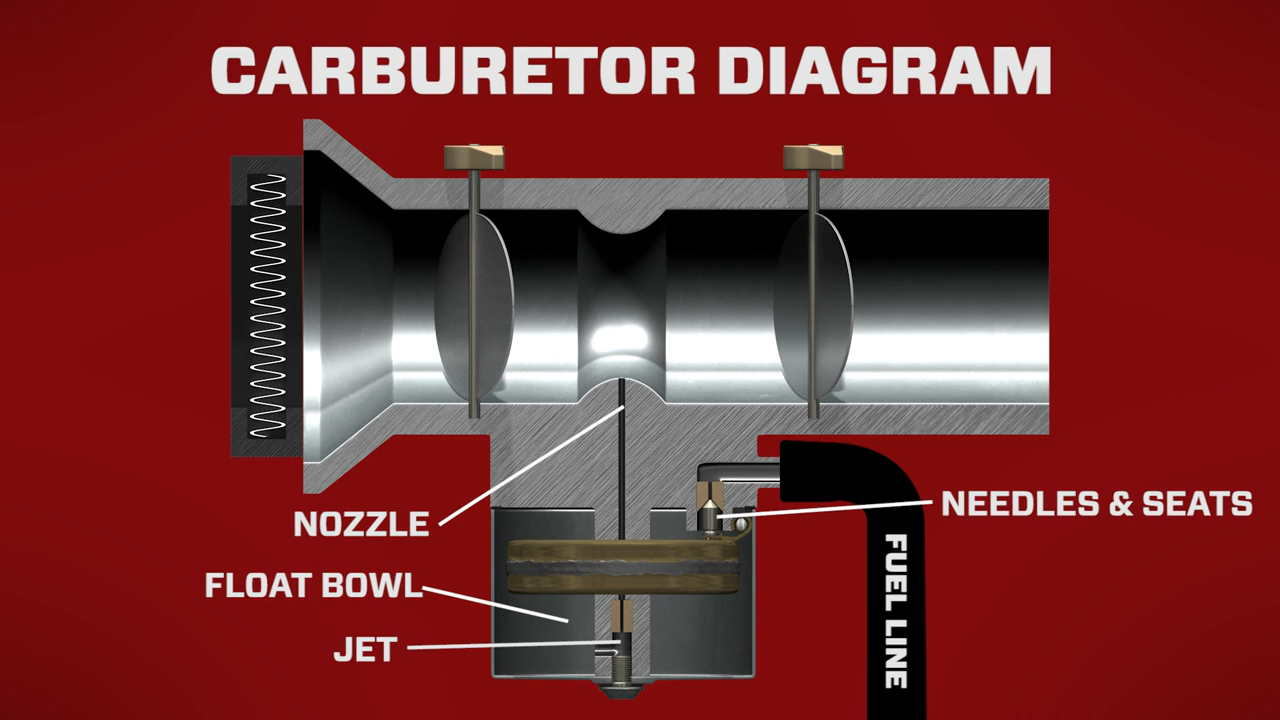 CARBURETOR DIAGRAM
NOZZLE
NEEDLES & SEATS
FLOAT BOWL
JET
FUEL LINE